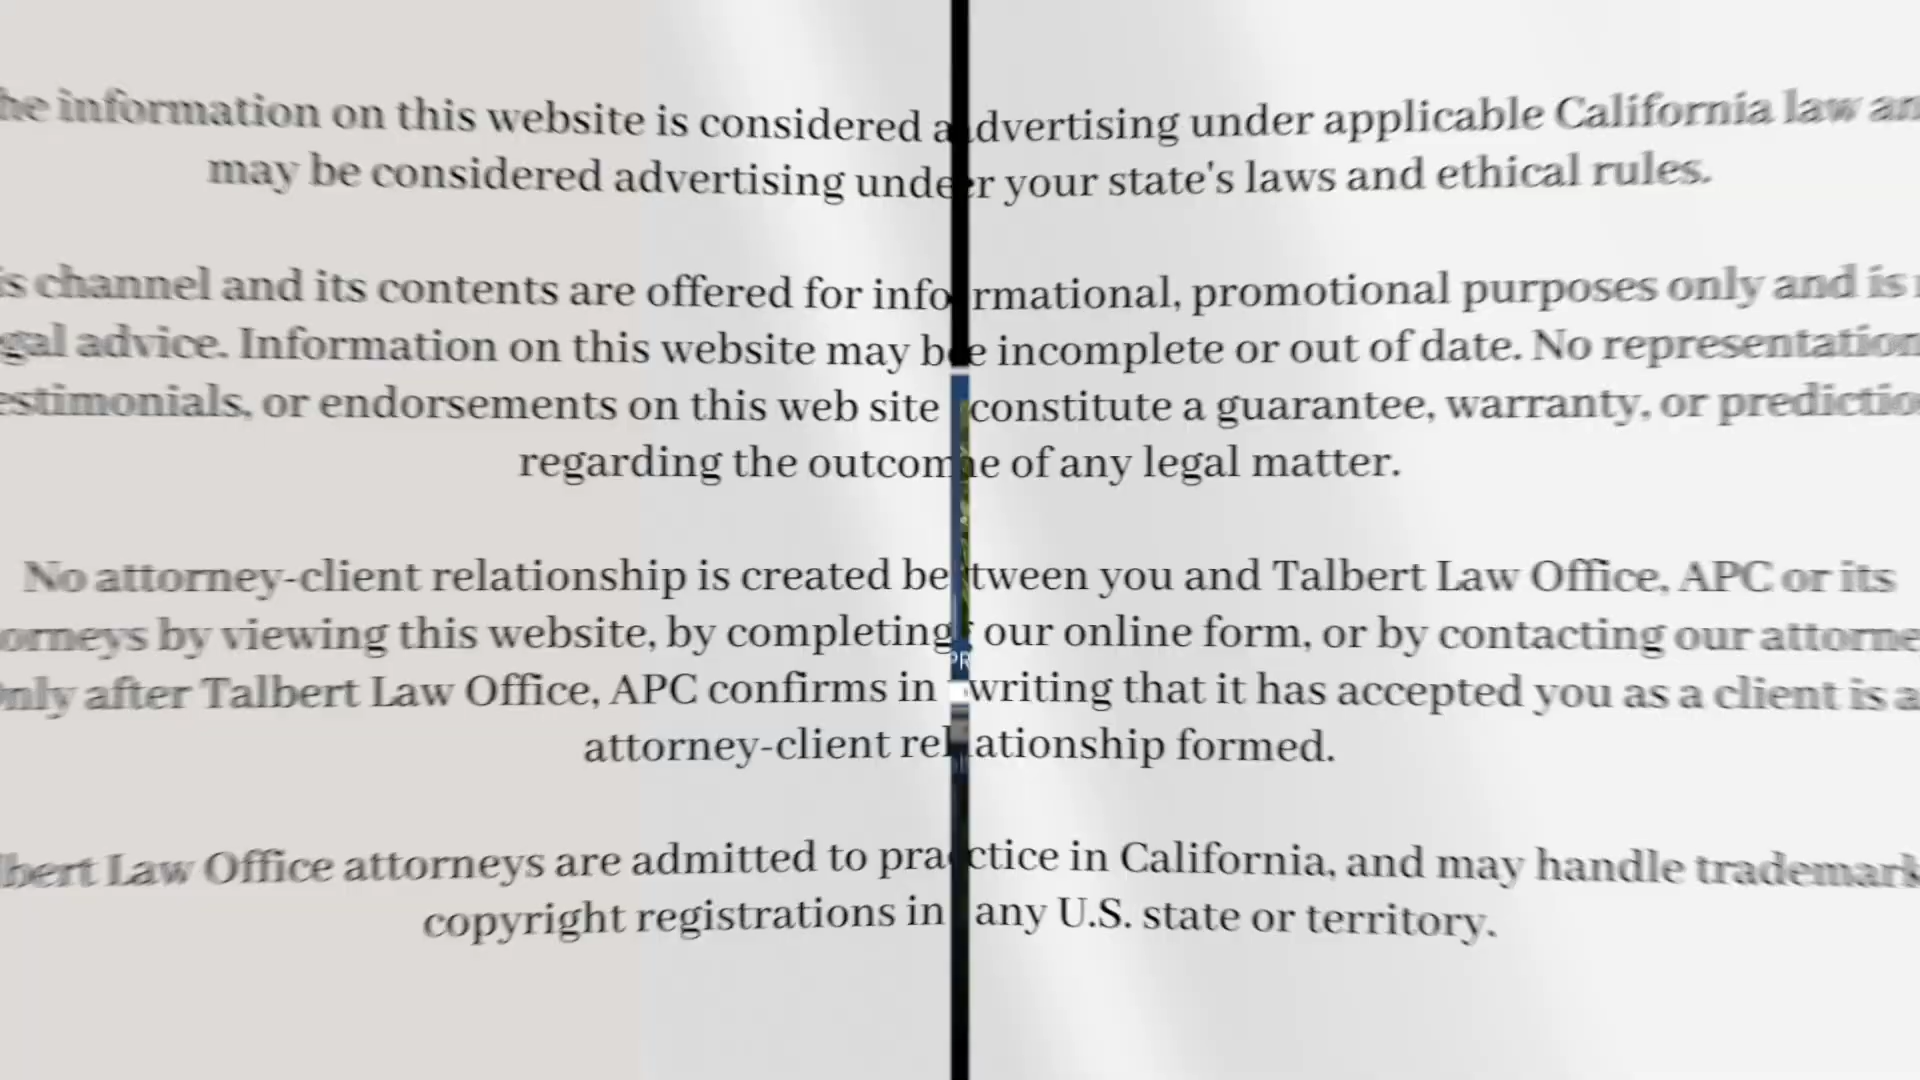 he information on this website is considered advertising under applicable California law an
may be considered advertising under your state's laws and ethical rules.
is channel and its contents are offered for informational, promotional purposes only and is
gal advice. Information on this website may be incomplete or out of date. No representation
estimonials, or endorsements on this web site constitute a guarantee, warranty, or predictio
regarding the outcome of any legal matter.
No attorney-client relationship is created between you and Talbert Law Office, APC or its
orneys by viewing this website, by completing our online form, or by contacting our attorne
PR
nly after Talbert Law Office, APC confirms in writing that it has accepted you as a client is a
attorney-client relationship formed.
lbert Law Office attorneys are admitted to practice in California, and may handle trademark
copyright registrations in any U.S. state or territory.